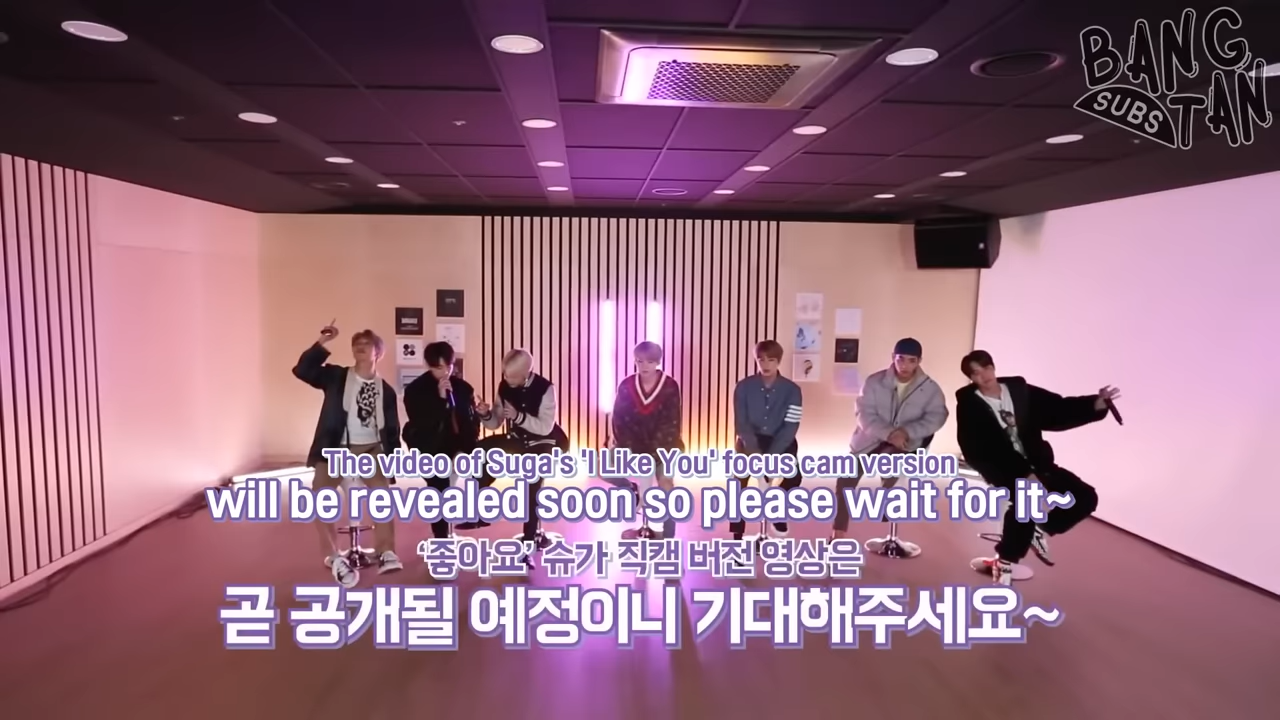 BANG
TAN
SUBS
The video of Suga's 'I Like You' focus cam version
will be revealed soon so please wait for it~
‘좋아요’ 슈가 직캠 버전 영상은
곧 공개될 예정이니 기대해주세요~